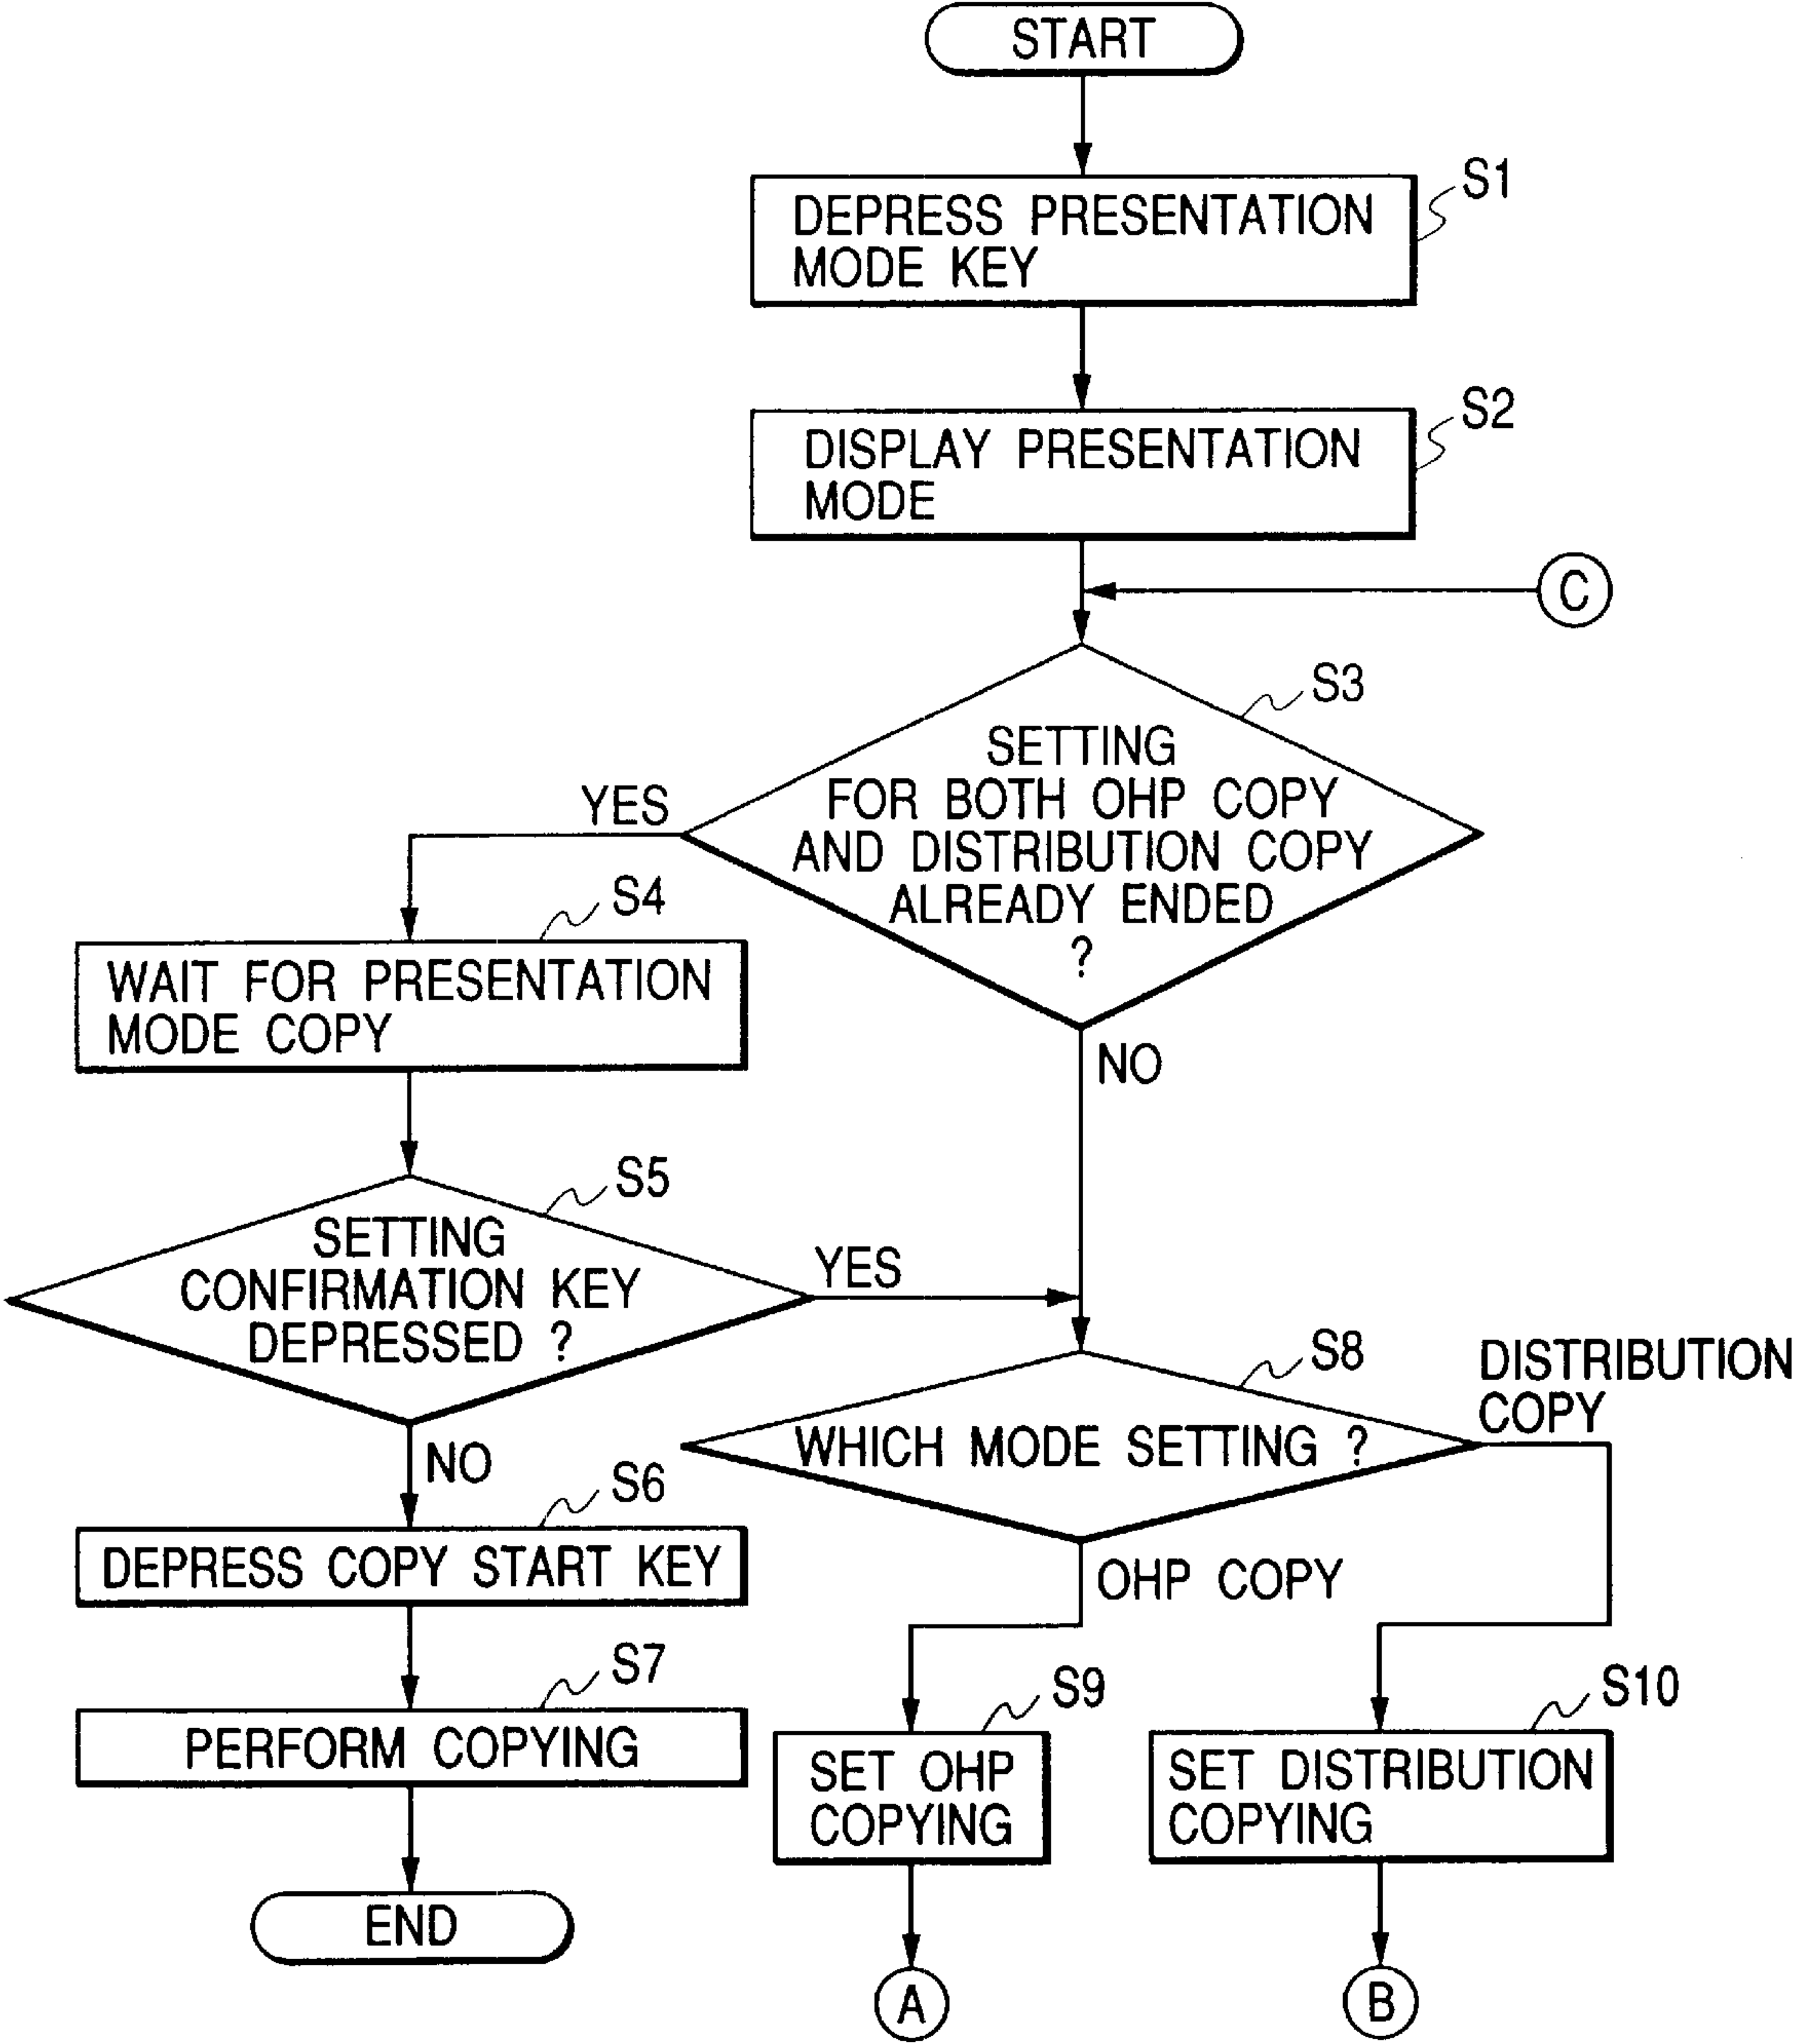 START
S1
DEPRESS PRESENTATION
MODE KEY
S2
DISPLAY PRESENTATION
MODE
C
S3
SETTING
FOR BOTH OHP COPY
AND DISTRIBUTION COPY
ALREADY ENDED
?
YES
NO
S4
WAIT FOR PRESENTATION
MODE COPY
S5
SETTING
CONFIRMATION KEY
DEPRESSED ?
YES
NO
S6
DEPRESS COPY START KEY
S7
PERFORM COPYING
END
S8
WHICH MODE SETTING ?
DISTRIBUTION
COPY
OHP COPY
S9
SET OHP
COPYING
A
S10
SET DISTRIBUTION
COPYING
B